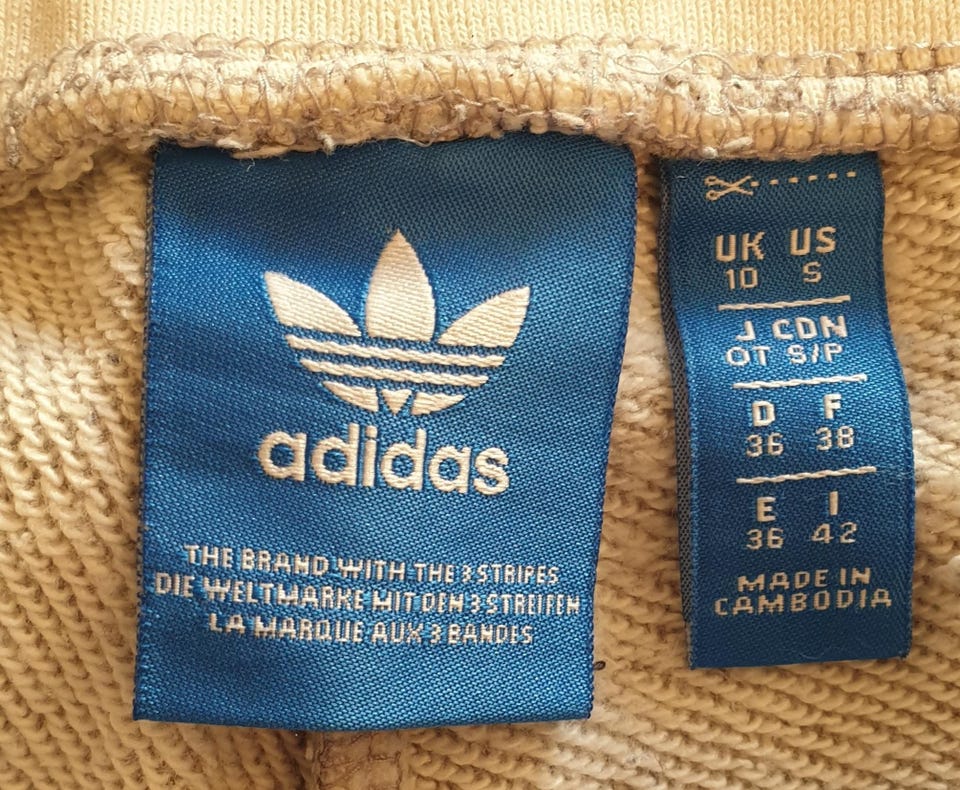 adidas
THE BRAND WITH THE 3 STRIPES
DIE WELTMARKE MIT DEN 3 STREIFEN
LA MARQUE AUX 3 BANDES
UK US
10 S
J CDN
OT S/P
D F
36 38
E I
36 42
MADE IN
CAMBODIA